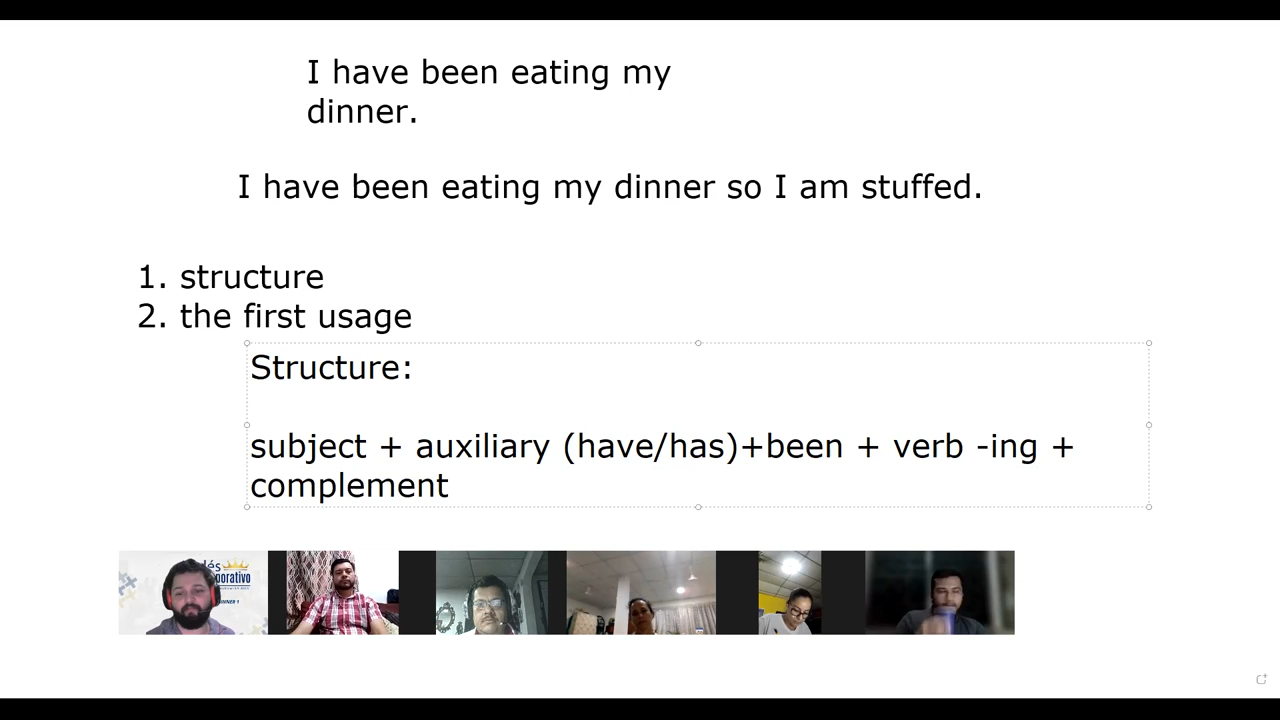 I have been eating my
dinner.
I have been eating my dinner so I am stuffed.
1. structure
2. the first usage
Structure:
subject + auxiliary (have/has)+been + verb -ing +
complement